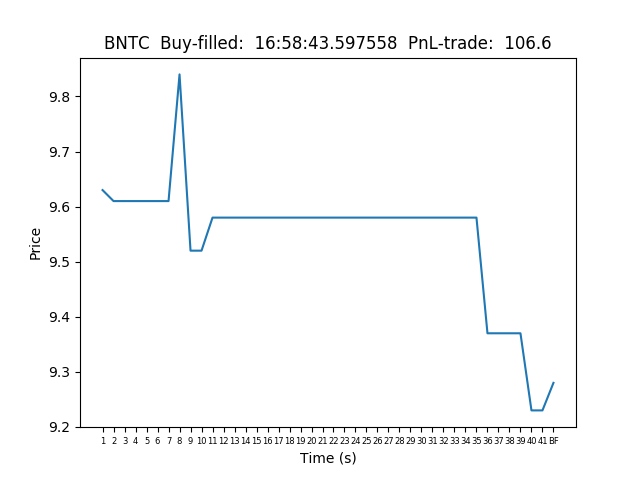 BNTC  Buy-filled:  16:58:43.597558  PnL-trade:  106.6
Price
9.8
9.7
9.6
9.5
9.4
9.3
9.2
1 2 3 4 5 6 7 8 9 10 11 12 13 14 15 16 17 18 19 20 21 22 23 24 25 26 27 28 29 30 31 32 33 34 35 36 37 38 39 40 41 BF
Time (s)